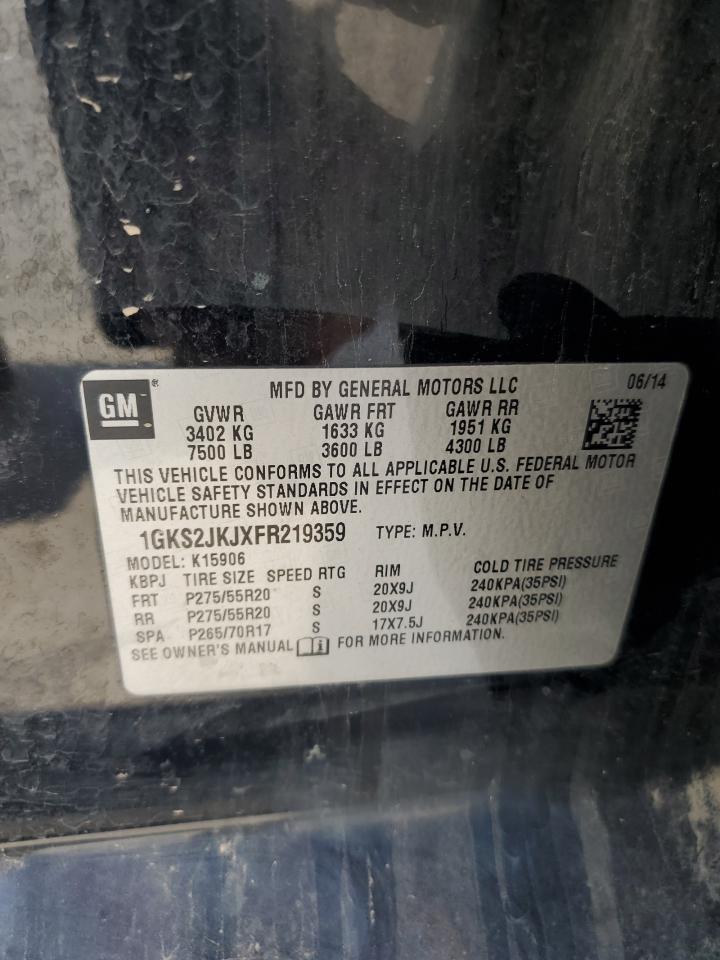 GM®
MFD BY GENERAL MOTORS LLC 06/14
GVWR GAWR FRT GAWR RR
3402 KG 1633 KG 1951 KG
7500 LB 3600 LB 4300 LB
THIS VEHICLE CONFORMS TO ALL APPLICABLE U.S. FEDERAL MOTOR
VEHICLE SAFETY STANDARDS IN EFFECT ON THE DATE OF
MANUFACTURE SHOWN ABOVE.
1GKS2JKJXFR219359 TYPE: M.P.V.
MODEL: K15906
KBPJ TIRE SIZE SPEED RTG RIM COLD TIRE PRESSURE
FRT P275/55R20 S 20X9J 240KPA(35PSI)
RR P275/55R20 S 20X9J 240KPA(35PSI)
SPA P265/70R17 S 17X7.5J 240KPA(35PSI)
SEE OWNER'S MANUAL FOR MORE INFORMATION.